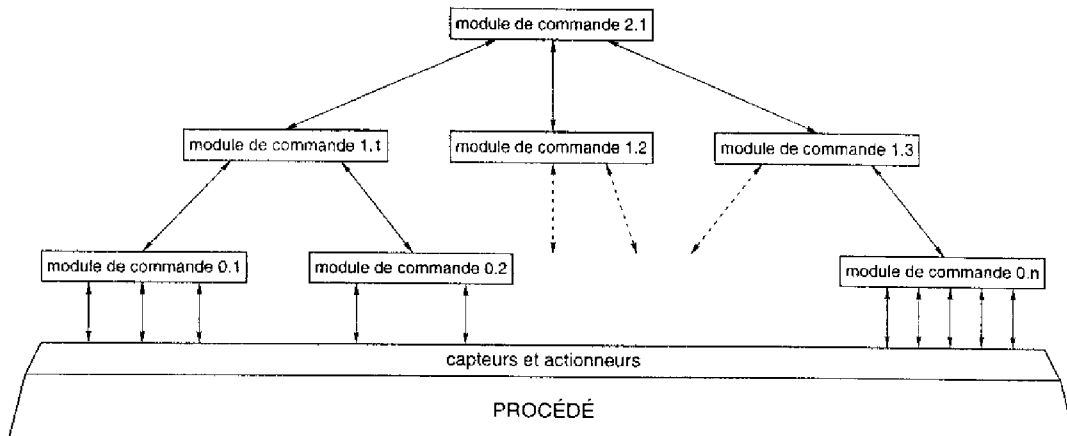 module de commande 2.1
module de commande 1.1
module de commande 1.2
module de commande 1.3
module de commande 0.1
module de commande 0.2
module de commande 0.n
capteurs et actionneurs
PROCÉDÉ